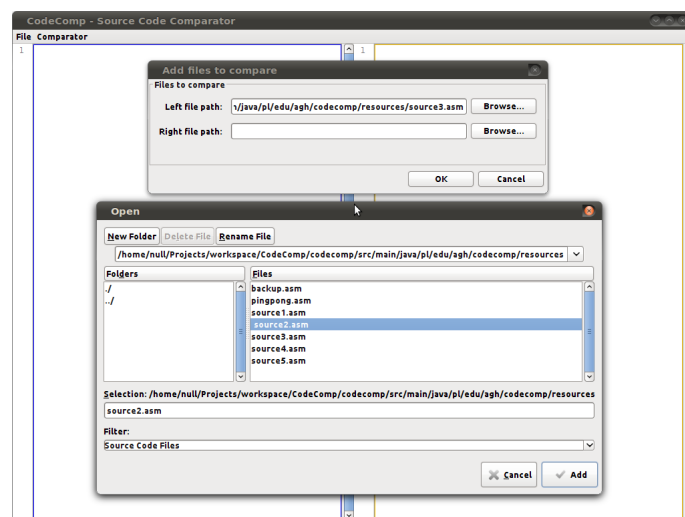 CodeComp - Source Code Comparator
File Comparator
1
1
Add files to compare
Files to compare
Left file path: /java/pl/edu/agh/codecomp/resources/source3.asm Browse...
Right file path: Browse...
OK Cancel
Open
New Folder Delete File Rename File
/home/null/Projects/workspace/CodeComp/codecomp/src/main/java/pl/edu/agh/codecomp/resources
Folders Files
./
../
backup.asm
pingpong.asm
source1.asm
source2.asm
source3.asm
source4.asm
source5.asm
Selection: /home/null/Projects/workspace/CodeComp/codecomp/src/main/java/pl/edu/agh/codecomp/resources
source2.asm
Filter:
Source Code Files
Cancel Add